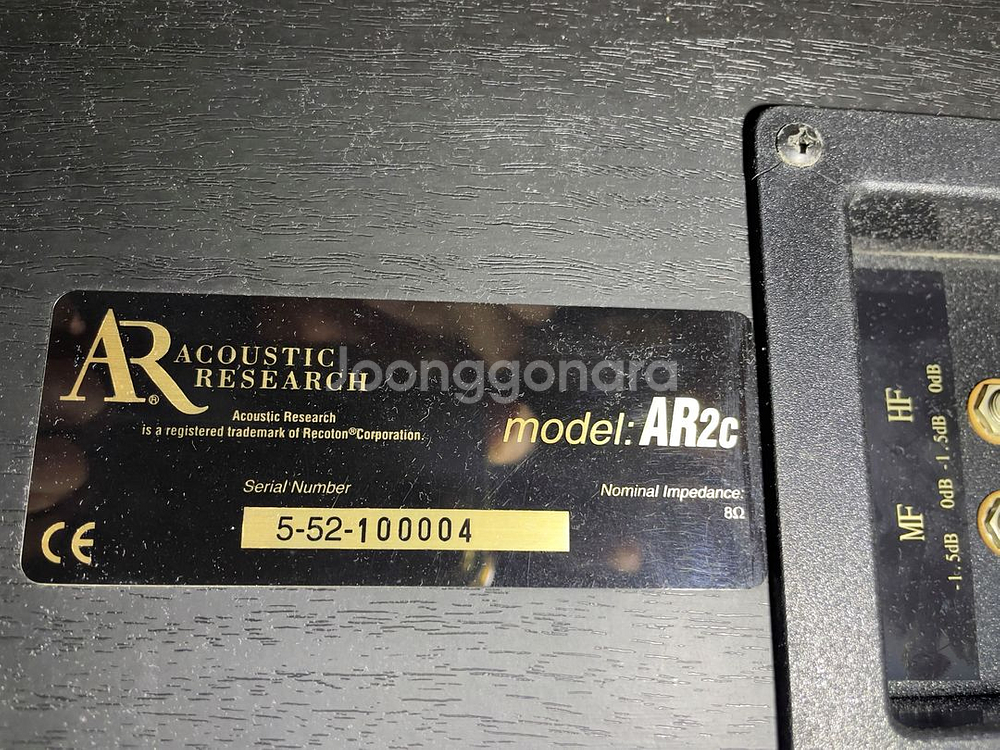 AR ACOUSTIC
RESEARCH
®
Acoustic Research
is a registered trademark of Recoton®Corporation.
model: AR2c
Serial Number
5-52-100004
Nominal Impedance:
8Ω
CE
loonggonara
HF
-1.5dB 0dB
MF
-1.5dB 0dB